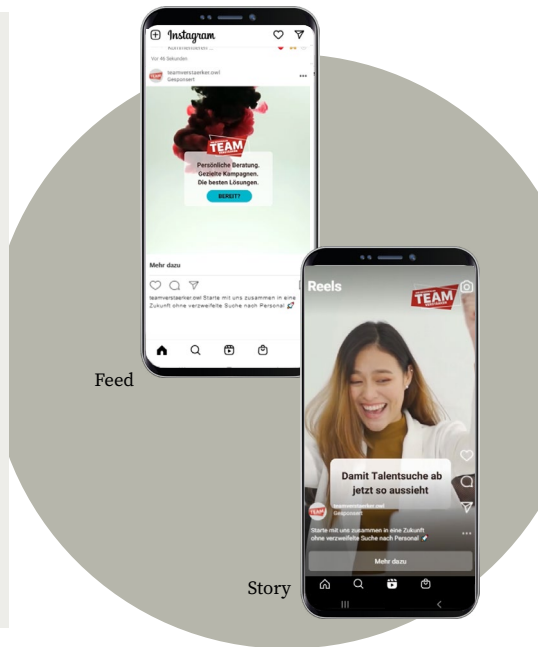 Instagram
Vor 46 Sekunden
teamverstaerker.owl
Gesponsert
TEAM
Persönliche Beratung.
Gezielte Kampagnen.
Die besten Lösungen.
BEREIT?
Mehr dazu
teamverstaerker.owl Starte mit uns zusammen in eine
Zukunft ohne verzweifelte Suche nach Personal
Feed
Reels
TEAM
Damit Talentsuche ab
jetzt so aussieht
TEAM
teamverstaerker.owl
Gesponsert
Starte mit uns zusammen in eine Zukunft
ohne verzweifelte Suche nach Personal
Mehr dazu
Story